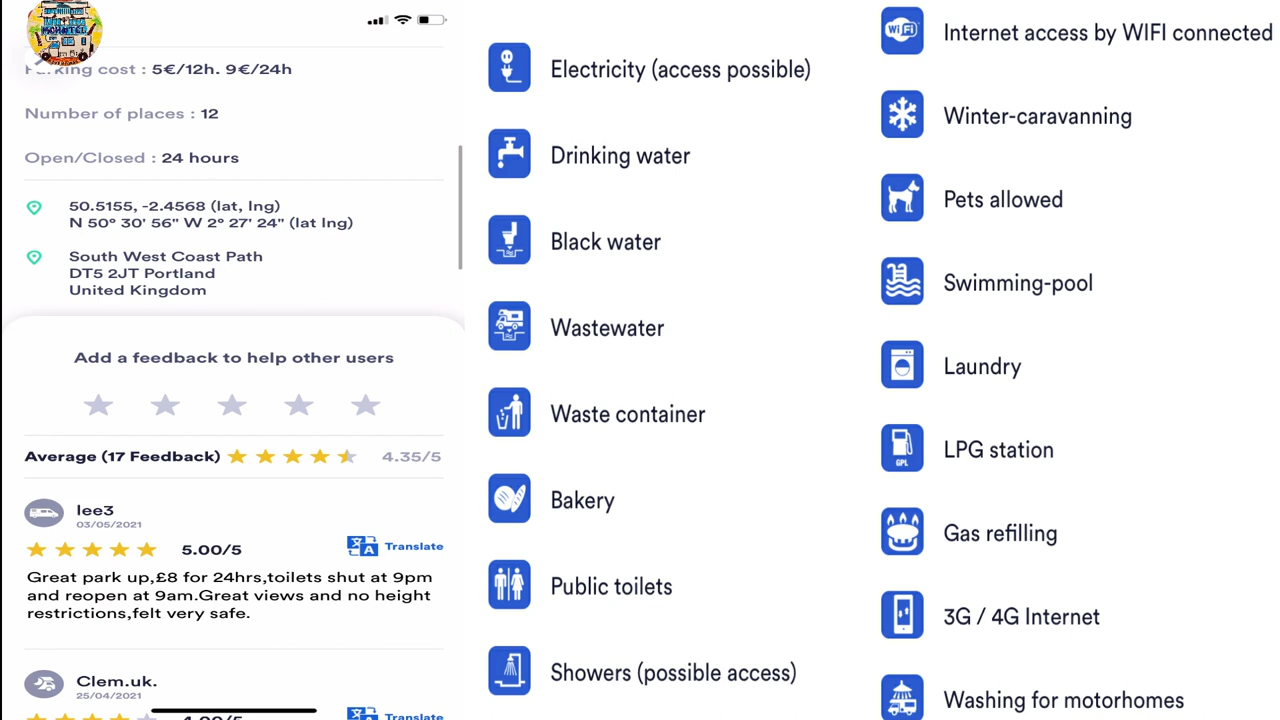 Parking cost : 5€/12h. 9€/24h
Number of places : 12
Open/Closed : 24 hours
50.5155, -2.4568 (lat, lng)
N 50° 30' 56" W 2° 27' 24" (lat lng)
South West Coast Path
DT5 2JT Portland
United Kingdom
Add a feedback to help other users
Average (17 Feedback) 4.35/5
lee3
03/05/2021
5.00/5 Translate
Great park up,£8 for 24hrs,toilets shut at 9pm
and reopen at 9am.Great views and no height
restrictions,felt very safe.
Clem.uk.
25/04/2021
4.00/5 Translate
Electricity (access possible)
Drinking water
Black water
Wastewater
Waste container
Bakery
Public toilets
Showers (possible access)
WiFi Internet access by WIFI connected
Winter-caravanning
Pets allowed
Swimming-pool
Laundry
LPG station
GPL
Gas refilling
3G / 4G Internet
Washing for motorhomes